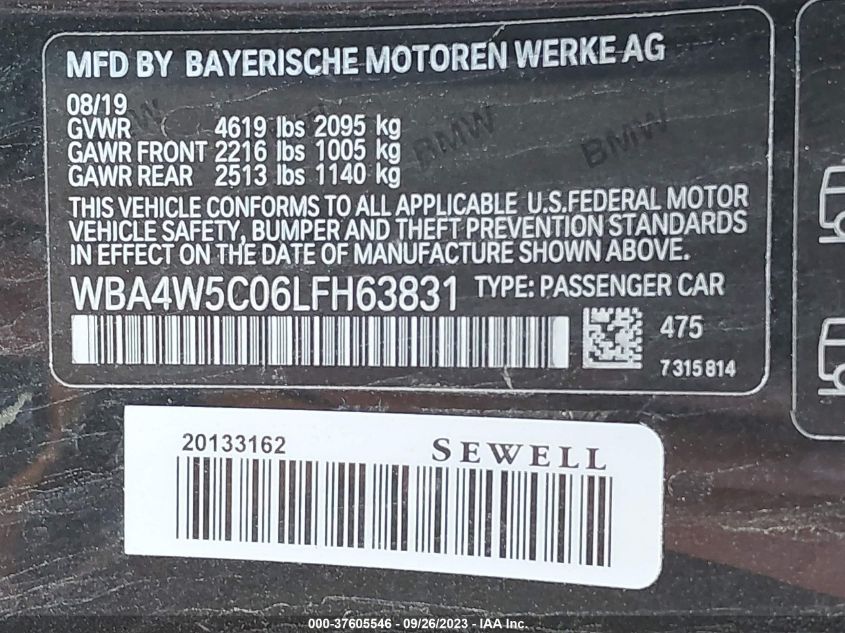 MFD BY BAYERISCHE MOTOREN WERKE AG
08/19
GVWR 4619 lbs 2095 kg
GAWR FRONT 2216 lbs 1005 kg
GAWR REAR 2513 lbs 1140 kg
BMW BMW BMW
THIS VEHICLE CONFORMS TO ALL APPLICABLE U.S.FEDERAL MOTOR
VEHICLE SAFETY, BUMPER AND THEFT PREVENTION STANDARDS
IN EFFECT ON THE DATE OF MANUFACTURE SHOWN ABOVE.
WBA4W5C06LFH63831 TYPE: PASSENGER CAR
475
7315814
20133162 SEWELL
000-37605546 - 09/26/2023 - IAA Inc.